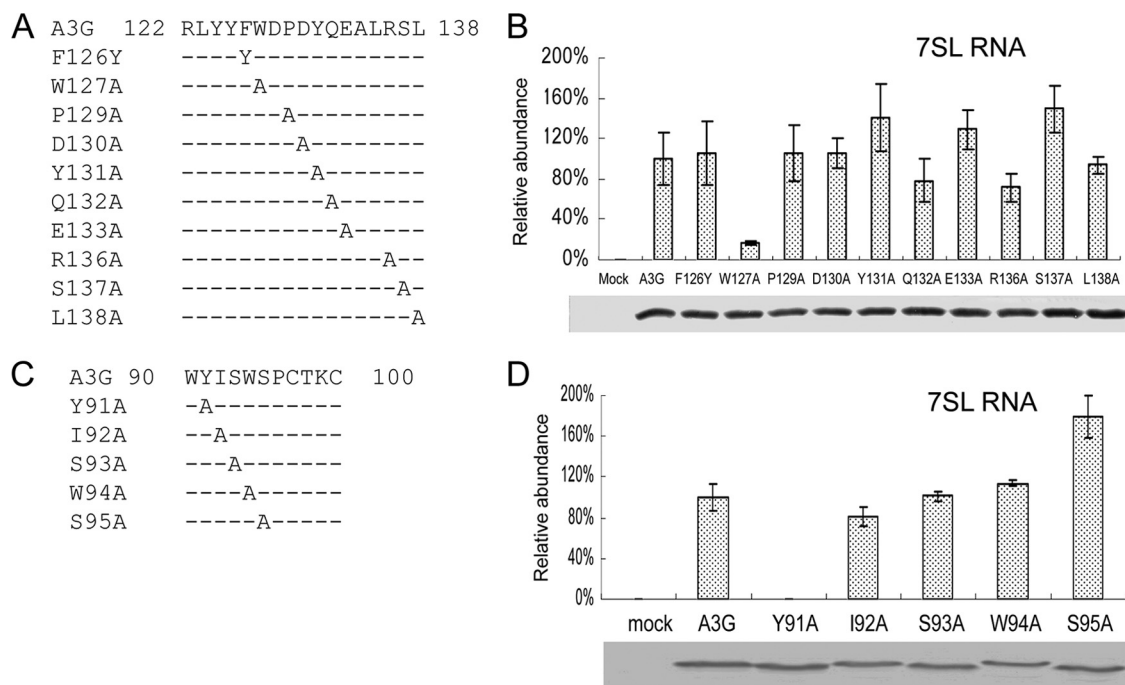 A
A3G 122 RLYYFWDPDYQEALRSL 138
F126Y ----Y------------
W127A -----A-----------
P129A -------A---------
D130A --------A--------
Y131A ---------A-------
Q132A ----------A------
E133A -----------A-----
R136A --------------A--
S137A ---------------A-
L138A ----------------A
B
7SL RNA
Relative abundance
200%
160%
120%
80%
40%
0%
Mock A3G F126Y W127A P129A D130A Y131A Q132A E133A R136A S137A L138A
C
A3G 90 WYISWSPCTKC 100
Y91A -A---------
I92A --A--------
S93A ---A-------
W94A ----A------
S95A -----A-----
D
7SL RNA
Relative abundance
200%
160%
120%
80%
40%
0%
mock A3G Y91A I92A S93A W94A S95A